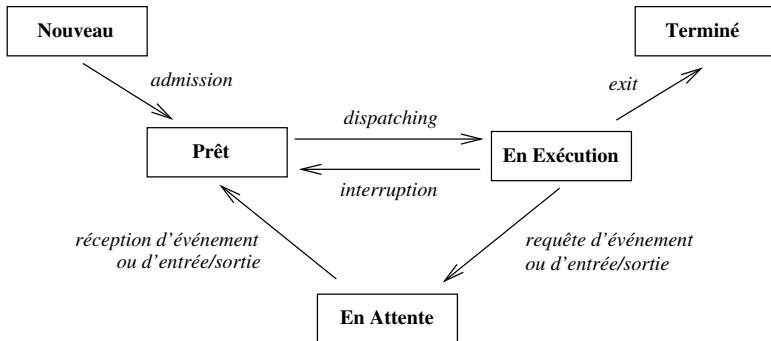 Nouveau
Terminé
admission
exit
dispatching
Prêt
En Exécution
interruption
réception d'événement
ou d'entrée/sortie
requête d'événement
ou d'entrée/sortie
En Attente